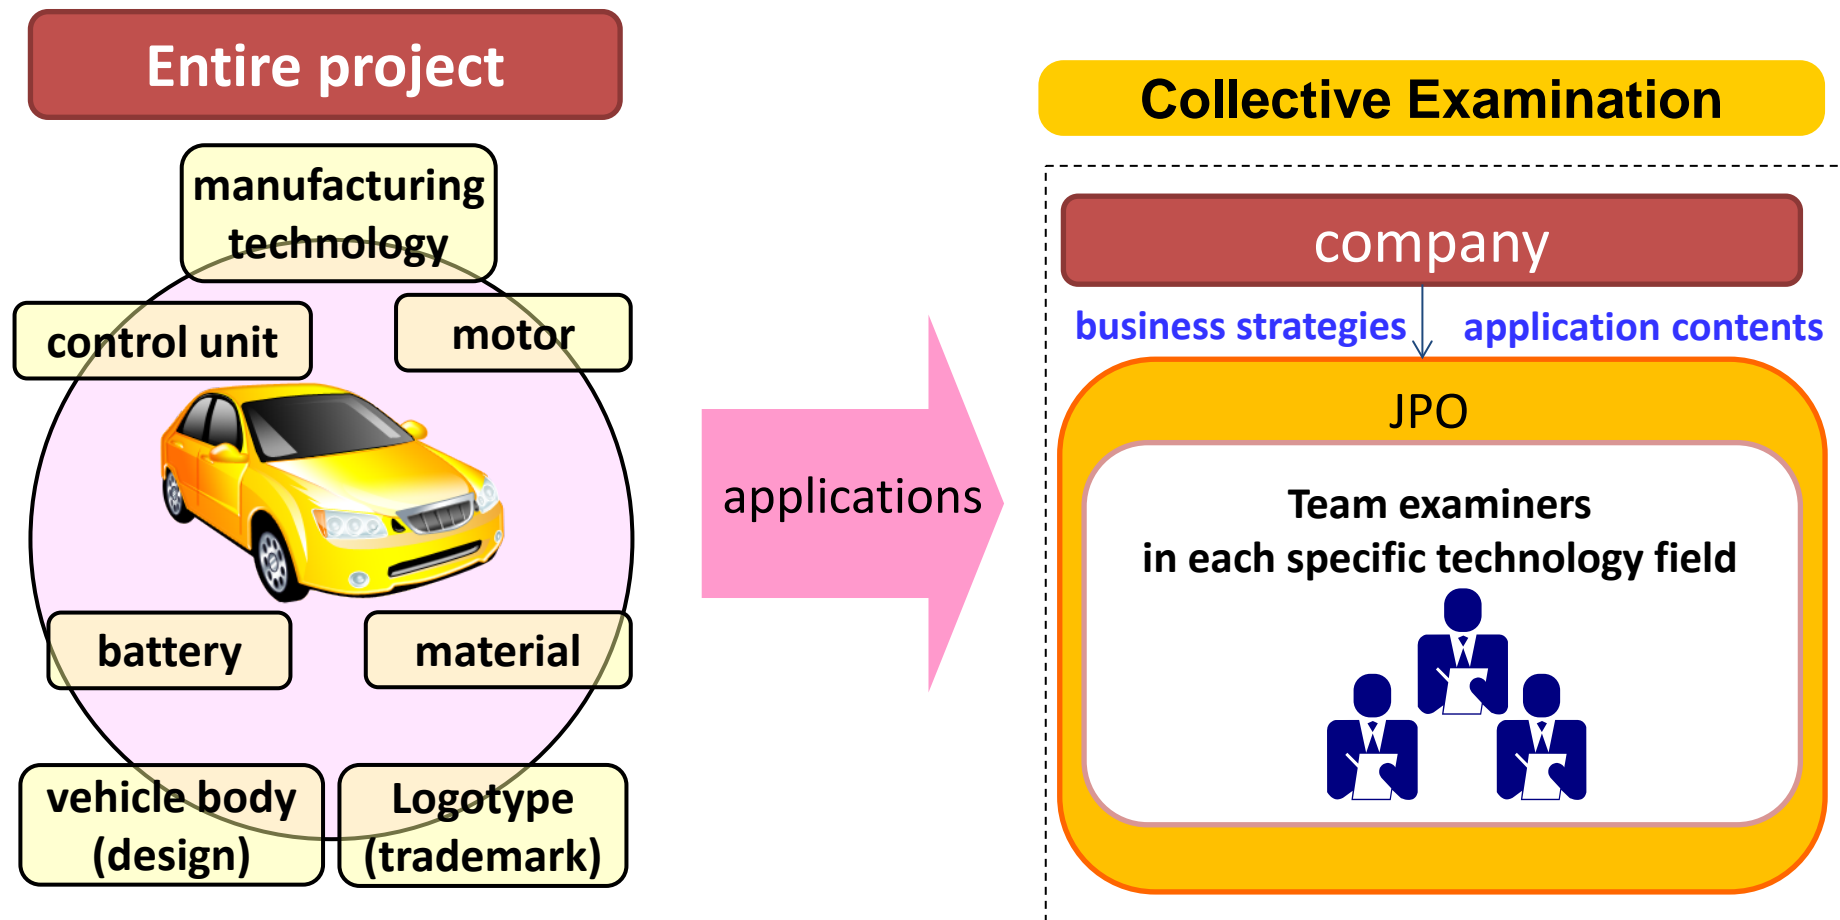 Entire project
manufacturing
technology
control unit
motor
battery
material
vehicle body
(design)
Logotype
(trademark)
applications
Collective Examination
company
business strategies
application contents
JPO
Team examiners
in each specific technology field